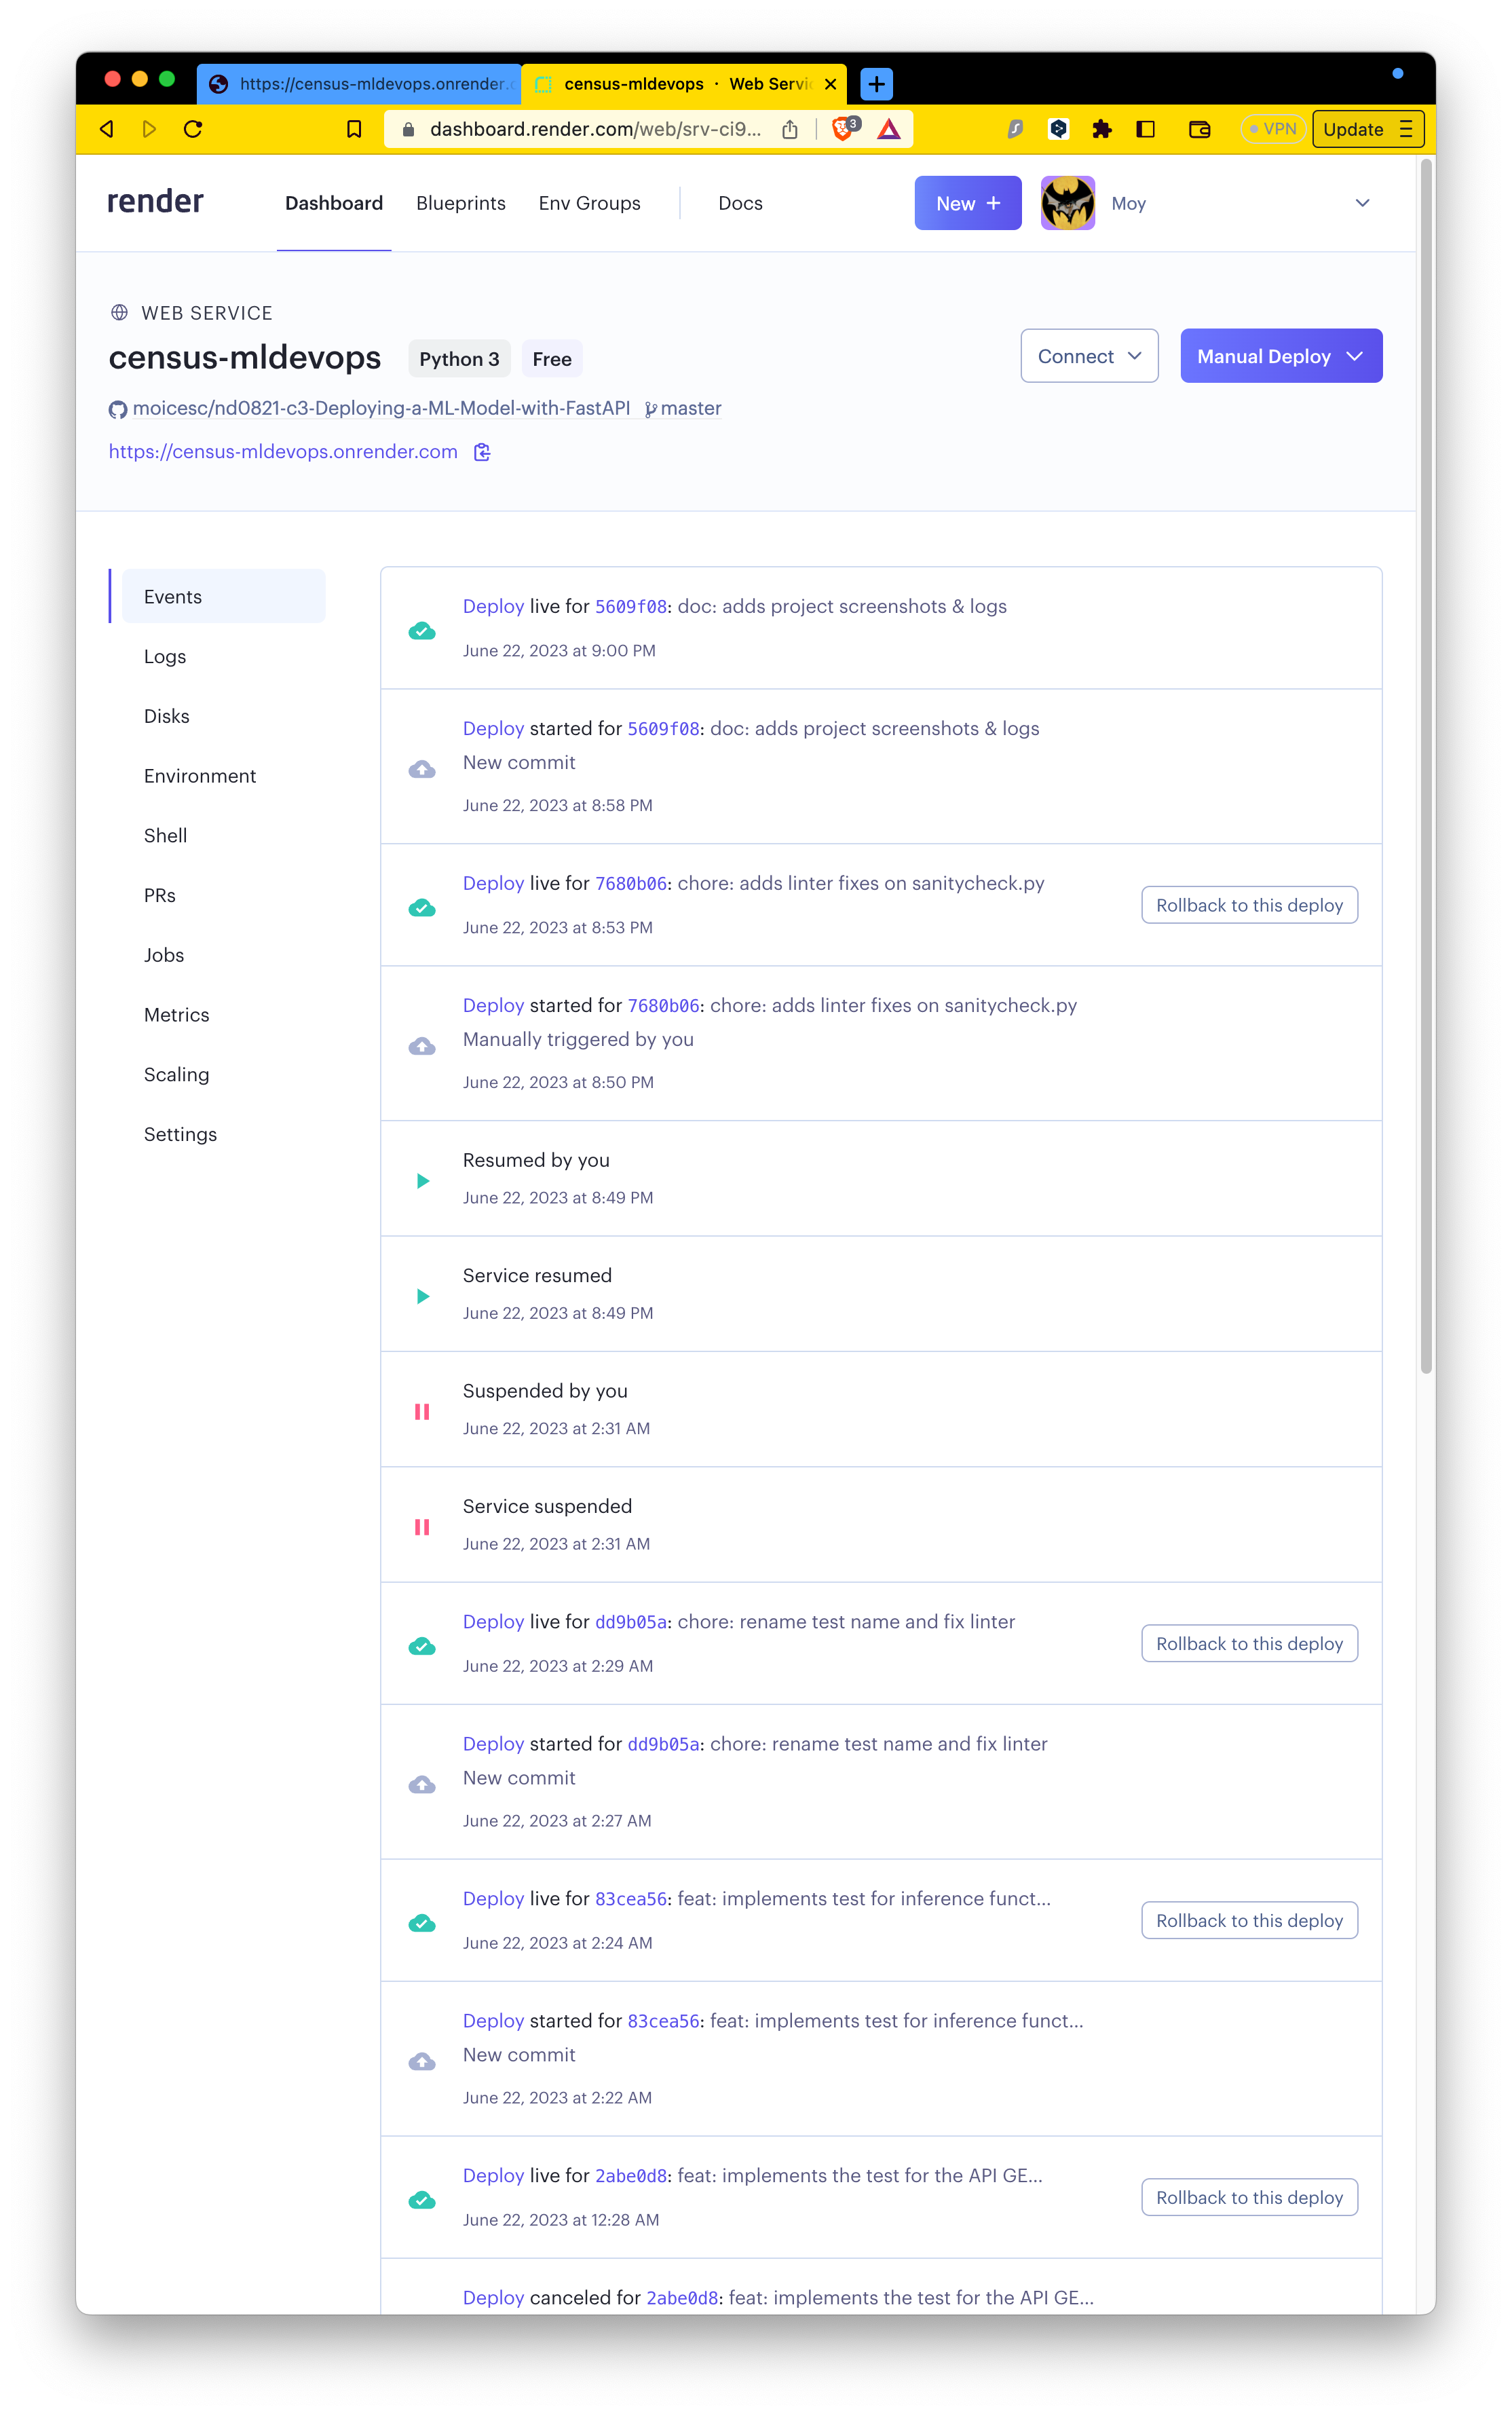 https://census-mldevops.onrender.c
census-mldevops · Web Servi
dashboard.render.com/web/srv-ci9...
3
VPN
Update
render
Dashboard
Blueprints
Env Groups
Docs
New +
Moy
WEB SERVICE
census-mldevops
Python 3
Free
Connect
Manual Deploy
moicesc/nd0821-c3-Deploying-a-ML-Model-with-FastAPI
master
https://census-mldevops.onrender.com
Events
Logs
Disks
Environment
Shell
PRs
Jobs
Metrics
Scaling
Settings
Deploy live for 5609f08: doc: adds project screenshots & logs
June 22, 2023 at 9:00 PM
Deploy started for 5609f08: doc: adds project screenshots & logs
New commit
June 22, 2023 at 8:58 PM
Deploy live for 7680b06: chore: adds linter fixes on sanitycheck.py
June 22, 2023 at 8:53 PM
Rollback to this deploy
Deploy started for 7680b06: chore: adds linter fixes on sanitycheck.py
Manually triggered by you
June 22, 2023 at 8:50 PM
Resumed by you
June 22, 2023 at 8:49 PM
Service resumed
June 22, 2023 at 8:49 PM
Suspended by you
June 22, 2023 at 2:31 AM
Service suspended
June 22, 2023 at 2:31 AM
Deploy live for dd9b05a: chore: rename test name and fix linter
June 22, 2023 at 2:29 AM
Rollback to this deploy
Deploy started for dd9b05a: chore: rename test name and fix linter
New commit
June 22, 2023 at 2:27 AM
Deploy live for 83cea56: feat: implements test for inference funct...
June 22, 2023 at 2:24 AM
Rollback to this deploy
Deploy started for 83cea56: feat: implements test for inference funct...
New commit
June 22, 2023 at 2:22 AM
Deploy live for 2abe0d8: feat: implements the test for the API GE...
June 22, 2023 at 12:28 AM
Rollback to this deploy
Deploy canceled for 2abe0d8: feat: implements the test for the API GE...